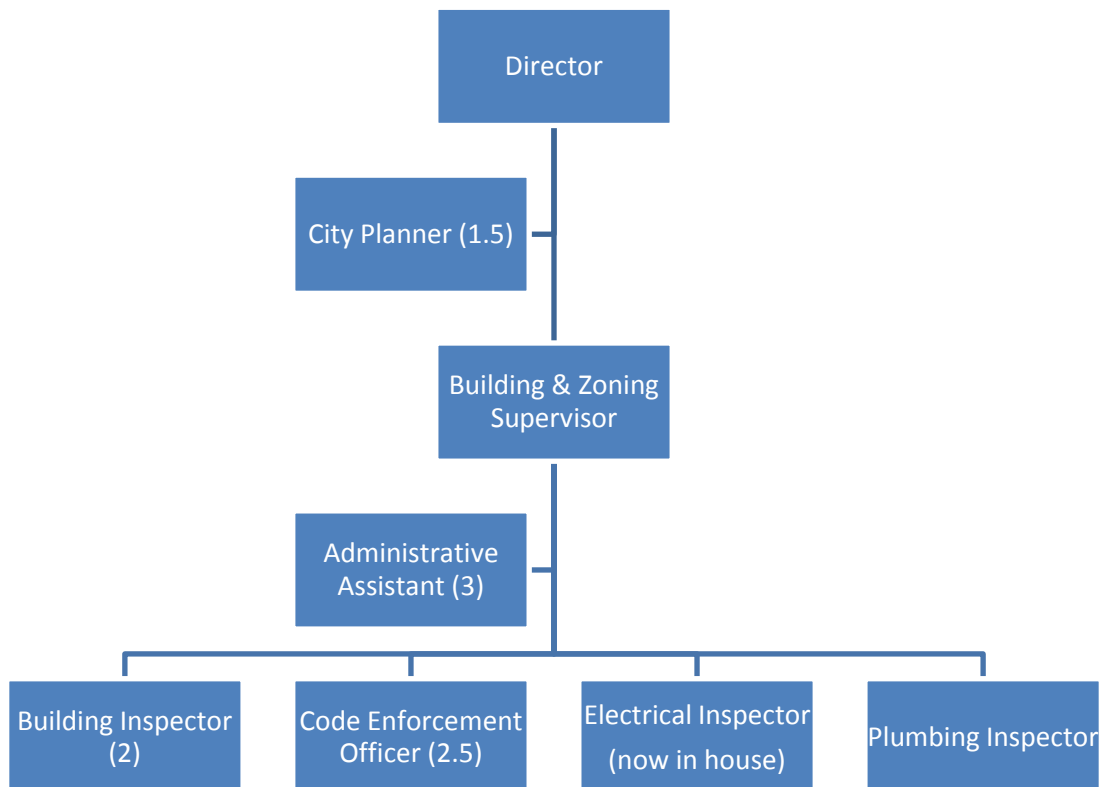 Director
City Planner (1.5)
Building & Zoning
Supervisor
Administrative
Assistant (3)
Building Inspector
(2)
Code Enforcement
Officer (2.5)
Electrical Inspector
(now in house)
Plumbing Inspector